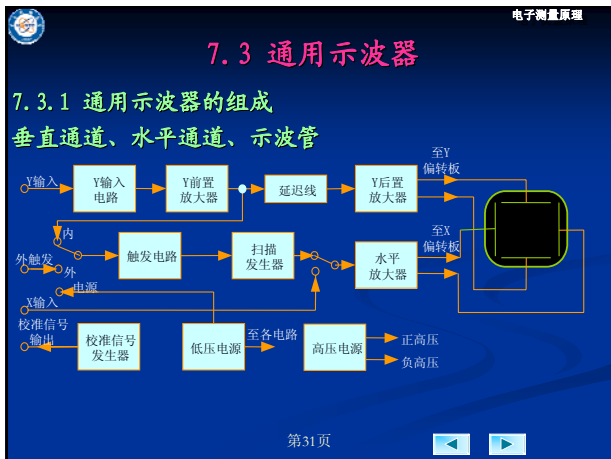 电子测量原理
7.3 通用示波器
7.3.1 通用示波器的组成
垂直通道、水平通道、示波管
至Y
偏转板
Y输入
Y输入
电路
Y前置
放大器
延迟线
Y后置
放大器
内
外触发
外
电源
触发电路
扫描
发生器
水平
放大器
至X
偏转板
X输入
校准信号
输出
校准信号
发生器
低压电源
至各电路
高压电源
正高压
负高压
第31页